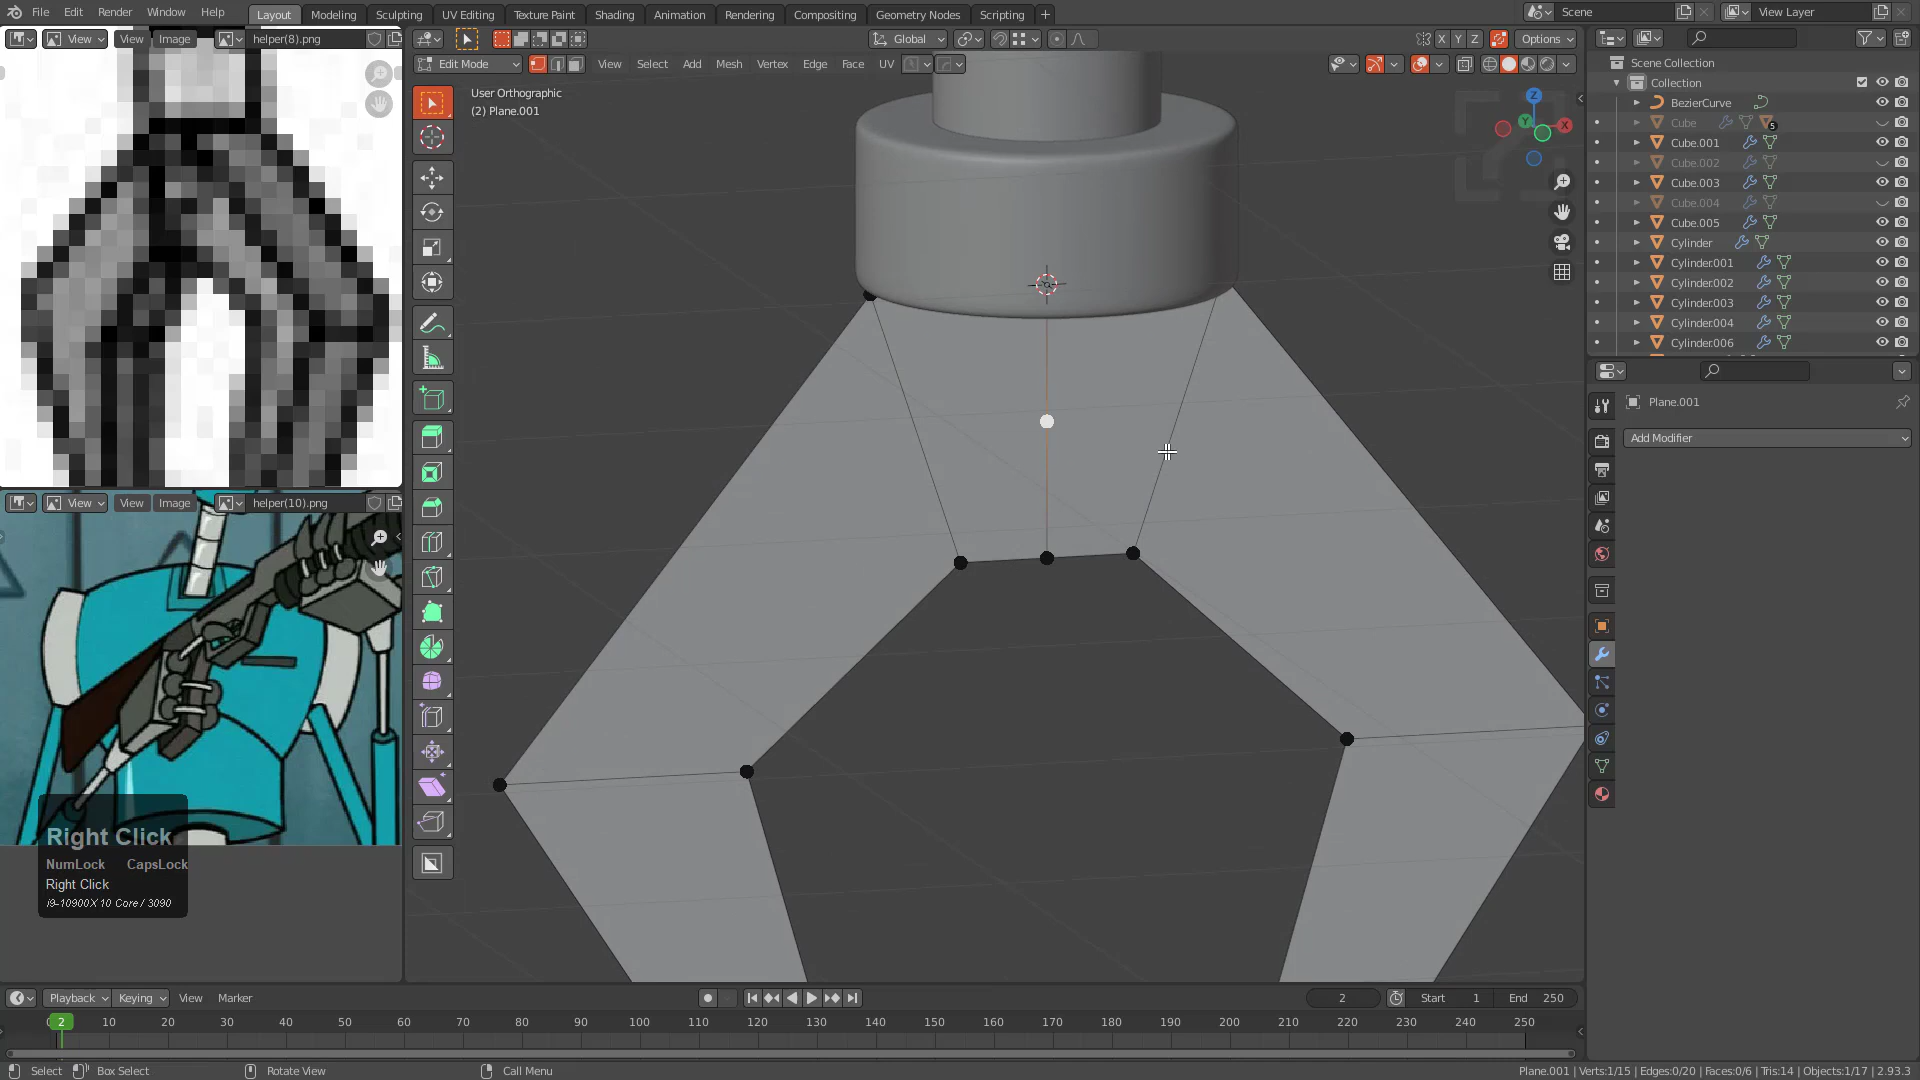 File Edit Render Window Help
Layout Modeling Sculpting UV Editing Texture Paint Shading Animation Rendering Compositing Geometry Nodes Scripting +
Scene
View Layer
View View Image helper(8).png
Global
X Y Z Options
Edit Mode View Select Add Mesh Vertex Edge Face UV
User Orthographic
(2) Plane.001
Z
Y
X
Scene Collection
Collection
BezierCurve
Cube
5
Cube.001
Cube.002
Cube.003
Cube.004
Cube.005
Cylinder
Cylinder.001
Cylinder.002
Cylinder.003
Cylinder.004
Cylinder.006
Plane.001
Add Modifier
View View Image helper(10).png
Right Click
NumLock CapsLock
Right Click
i9-10900X 10 Core / 3090
Playback Keying View Marker
2 Start 1 End 250
2 10 20 30 40 50 60 70 80 90 100 110 120 130 140 150 160 170 180 190 200 210 220 230 240 250
Select Box Select Rotate View Call Menu
Plane.001 | Verts:1/15 | Edges:0/20 | Faces:0/6 | Tris:14 | Objects:1/17 | 2.93.3